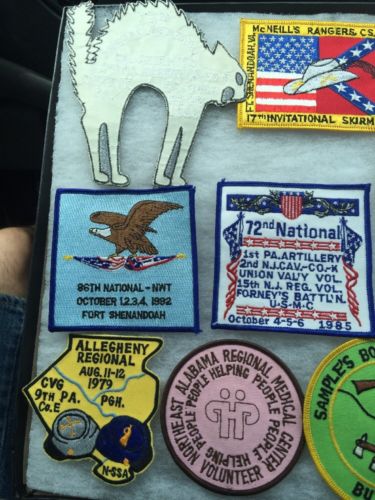 McNEILL'S RANGERS, C.S.
FT. SHENANDOAH, VA.
17TH INVITATIONAL SKIRM
86TH NATIONAL - NWT
OCTOBER 1,2,3,4, 1992
FORT SHENANDOAH
72nd National
1st PA. ARTILLERY
2nd N.J. CAV.-CO.-K
UNION VAL'Y VOL.
15th N.J. REG. VOL.
FORNEY'S BATTL'N.
U·S·M·C
October 4-5-6 1985
ALLEGHENY
REGIONAL
AUG. 11-12
1979
CVG
9TH PA.
Co. E
PGH.
N-SSA
NORTHEAST ALABAMA REGIONAL MEDICAL CENTER
PEOPLE HELPING PEOPLE HELPING PEOPLE
VOLUNTEER
SAMPLE'S BO
BU